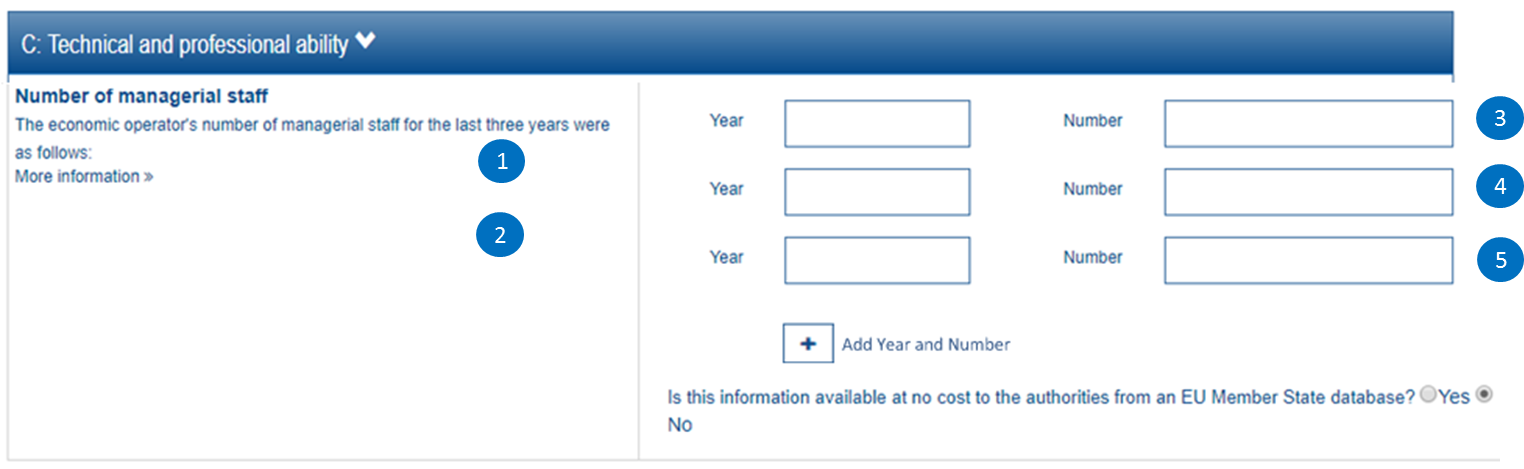 C: Technical and professional ability
Number of managerial staff
The economic operator's number of managerial staff for the last three years were
as follows:
More information »
1
2
Year Number 3
Year Number 4
Year Number 5
+ Add Year and Number
Is this information available at no cost to the authorities from an EU Member State database? Yes
No